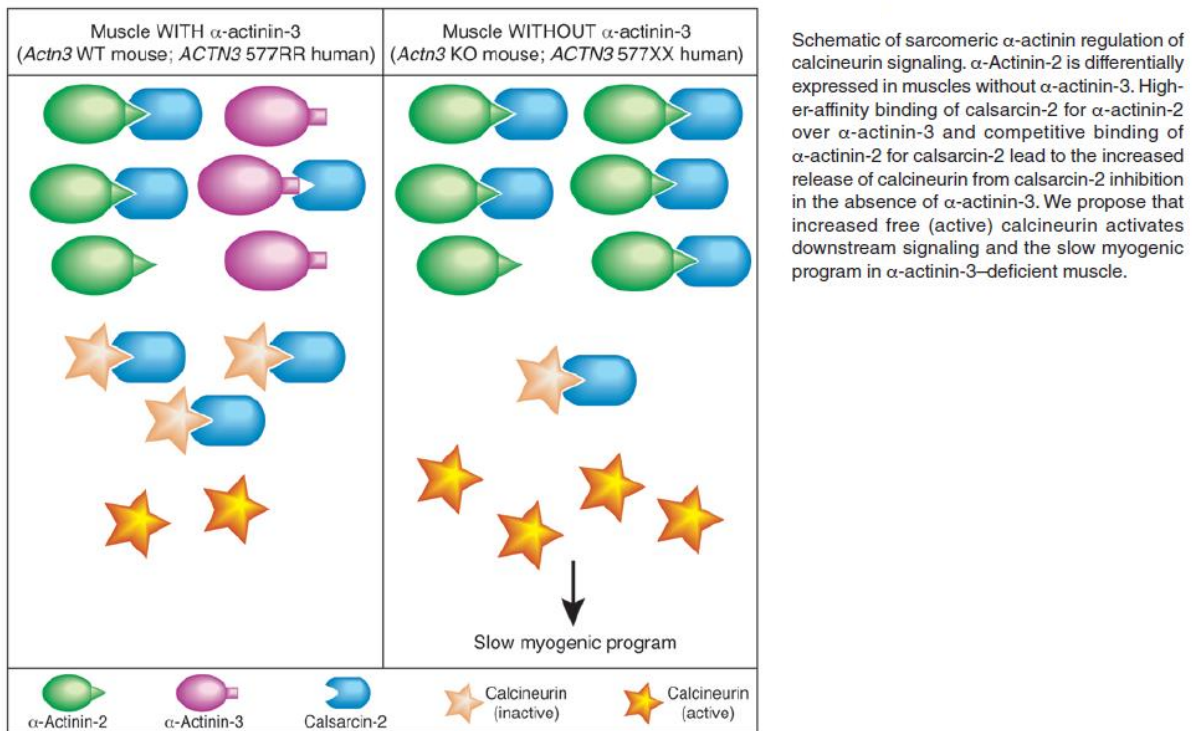 Muscle WITH α-actinin-3
(Actn3 WT mouse; ACTN3 577RR human)
Muscle WITHOUT α-actinin-3
(Actn3 KO mouse; ACTN3 577XX human)
Slow myogenic program
α-Actinin-2
α-Actinin-3
Calsarcin-2
Calcineurin
(inactive)
Calcineurin
(active)
Schematic of sarcomeric α-actinin regulation of
calcineurin signaling. α-Actinin-2 is differentially
expressed in muscles without α-actinin-3. High-
er-affinity binding of calsarcin-2 for α-actinin-2
over α-actinin-3 and competitive binding of
α-actinin-2 for calsarcin-2 lead to the increased
release of calcineurin from calsarcin-2 inhibition
in the absence of α-actinin-3. We propose that
increased free (active) calcineurin activates
downstream signaling and the slow myogenic
program in α-actinin-3–deficient muscle.